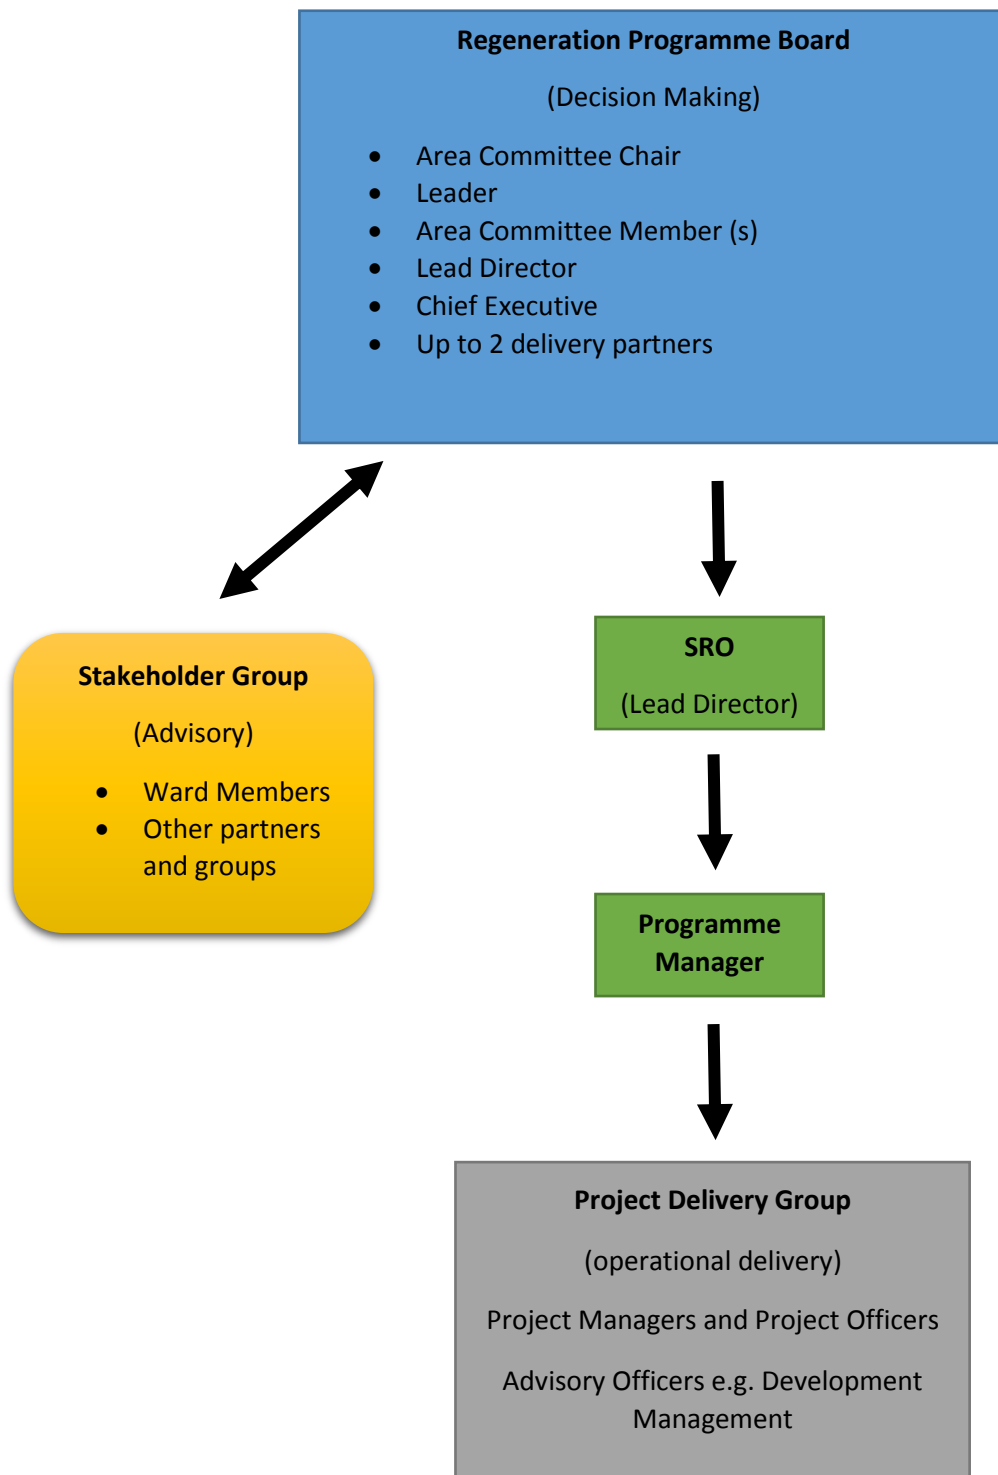 Regeneration Programme Board
(Decision Making)
• Area Committee Chair
• Leader
• Area Committee Member (s)
• Lead Director
• Chief Executive
• Up to 2 delivery partners
Stakeholder Group
(Advisory)
• Ward Members
• Other partners
and groups
SRO
(Lead Director)
Programme
Manager
Project Delivery Group
(operational delivery)
Project Managers and Project Officers
Advisory Officers e.g. Development
Management